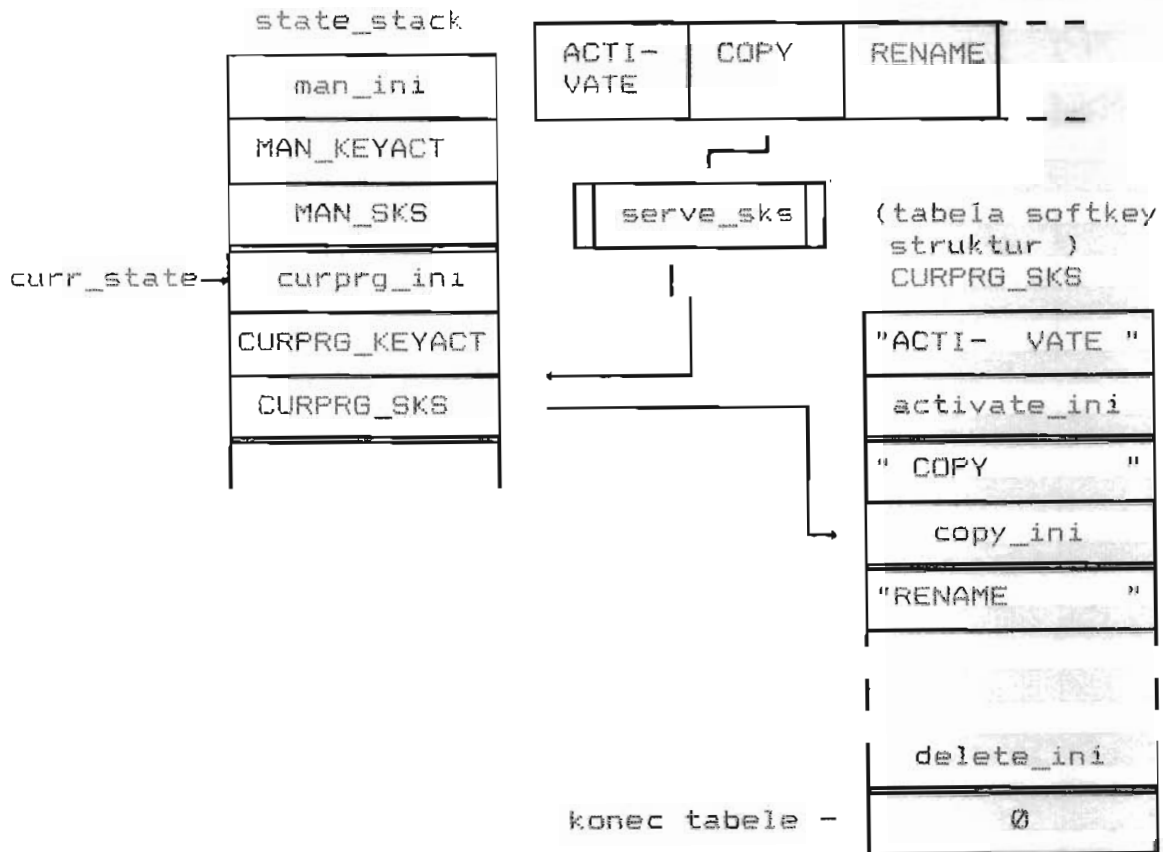 state_stack
man_ini
MAN_KEYACT
MAN_SKS
curr_state
curprg_ini
CURPRG_KEYACT
CURPRG_SKS
ACTI-
VATE
COPY
RENAME
serve_sks
(tabela softkey
struktur )
CURPRG_SKS
"ACTI-  VATE "
activate_ini
" COPY       "
copy_ini
"RENAME      "
delete_ini
konec tabele -
0